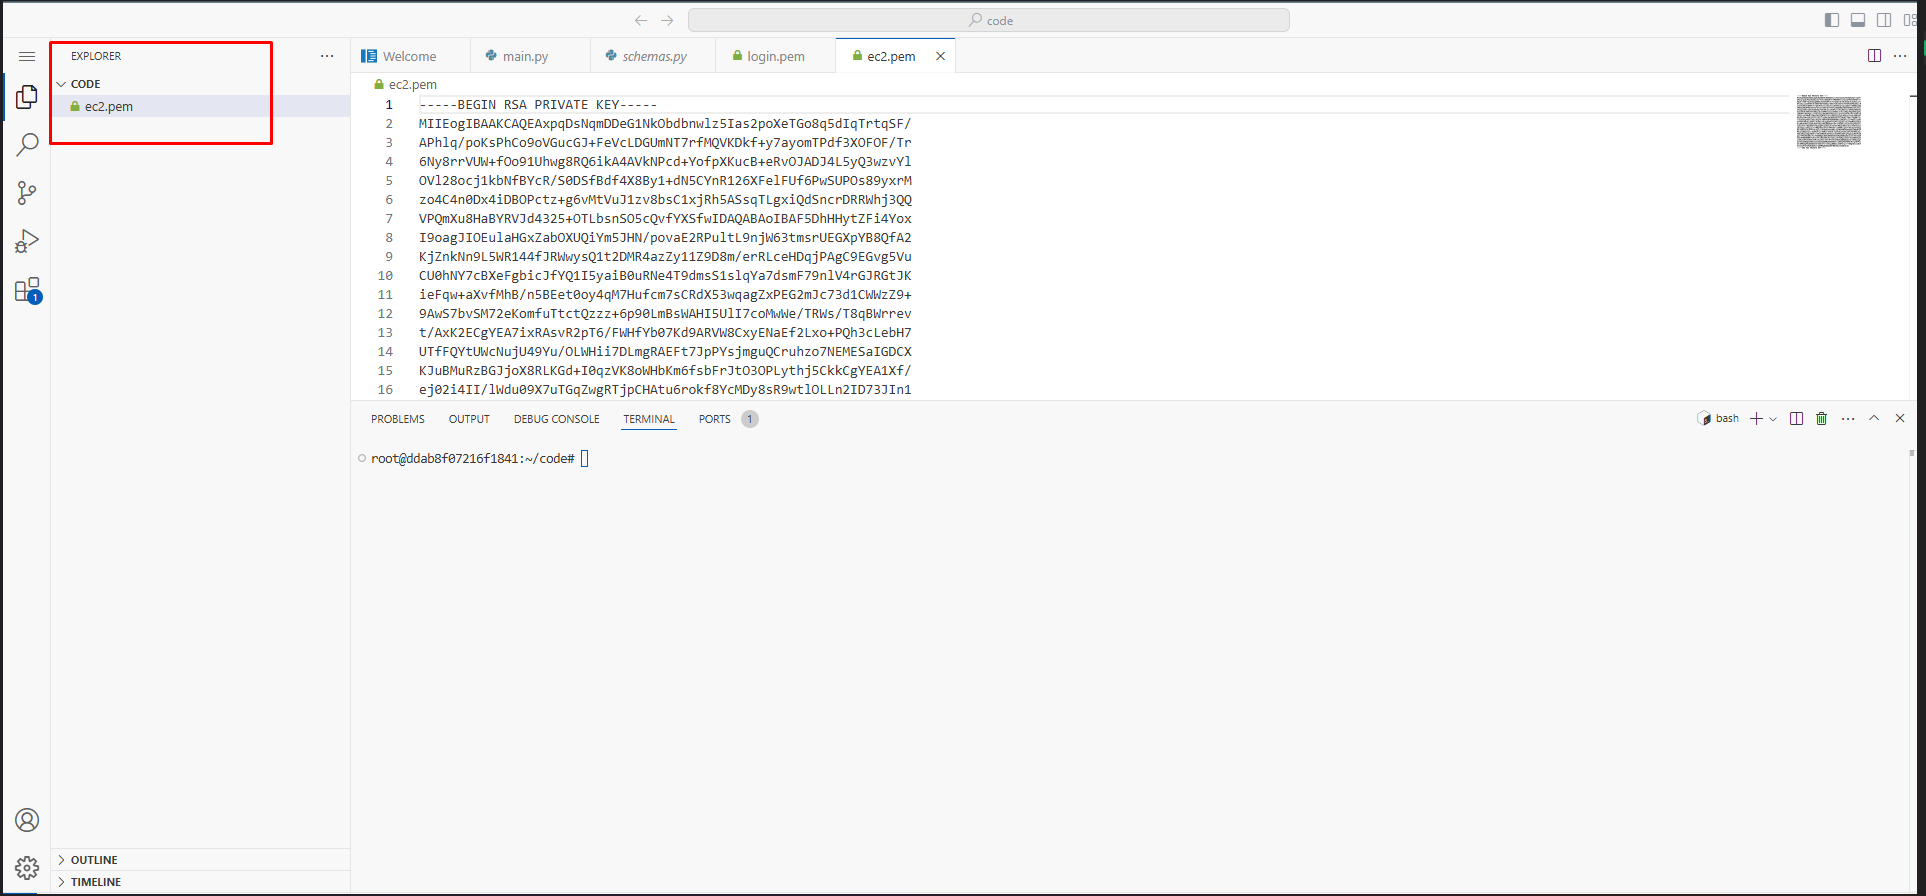 code
EXPLORER
CODE
ec2.pem
Welcome
main.py
schemas.py
login.pem
ec2.pem
ec2.pem
1 -----BEGIN RSA PRIVATE KEY-----
2 MIIEogIBAAKCAQEAxpqDsNqmDDeG1NkObdbnwlz5Ias2poXeTGo8q5dIqTrtqSF/
3 APhlq/poKsPhCo9oVGucGJ+FeVcLDGUmNT7rfMQVKDkf+y7ayomTPdf3XOFOF/Tr
4 6Ny8rrVUW+fOo91Uhwg8RQ6ikA4AVkNPcd+YofpXKucB+eRvOJADJ4L5yQ3wzvYl
5 OVl28ocj1kbNfBYcR/S0DSfBdf4X8By1+dN5CYnR126XFelFUf6PwSUPOs89yxrM
6 zo4C4n0Dx4iDBOPctz+g6vMtVuJ1zv8bsC1xjRh5ASsqTLgxiQdSncrDRRWhj3QQ
7 VPQmXu8HaBYRVJd4325+OTLbsnSO5cQvfYXSfwIDAQABAoIBAF5DhHHytZFi4Yox
8 I9oagJIOEulaHGxZabOXUQiYm5JHN/povaE2RPultL9njW63tmsrUEGXpYB8QfA2
9 KjZnkNn9L5WR144fJRWwysQ1t2DMR4azZy11Z9D8m/erRLceHDqjPAgC9EGvg5Vu
10 CU0hNY7cBXeFgbicJfYQ1I5yaiB0uRNe4T9dmsS1slqYa7dsmF79nlV4rGJRGtJK
11 ieFqw+aXvfMhB/n5BEet0oy4qM7Hufcm7sCRdX53wqagZxPEG2mJc73d1CWWzZ9+
12 9AwS7bvSM72eKomfuTtctQzzz+6p90LmBsWAHI5UlI7coMwWe/TRWs/T8qBWrrev
13 t/AxK2ECgYEA7ixRAsvR2pT6/FWHfYb07Kd9ARVW8CxyENaEf2Lxo+PQh3cLebH7
14 UTfFQYtUWcNujU49Yu/OLWHii7DLmgRAEFt7JpPYsjmguQCruhzo7NEMESaIGDCX
15 KJuBMuRzBGJjoX8RLKGd+I0qzVK8oWHbKm6fsbFrJtO3OPLythj5CkkCgYEA1Xf/
16 ej02i4II/lWdu09X7uTGqZwgRTjpCHAtu6rokf8YcMDy8sR9wtlOLLn2ID73JIn1
PROBLEMS OUTPUT DEBUG CONSOLE TERMINAL PORTS 1
bash
root@ddab8f07216f1841:~/code#
1
OUTLINE
TIMELINE